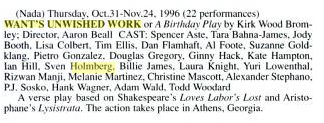 (Nada) Thursday, Oct.31-Nov.24, 1996 (22 performances)
WANT'S UNWISHED WORK or A Birthday Play by Kirk Wood Brom-
ley; Director, Aaron Beall CAST: Spencer Aste, Tara Bahna-James, Jody
Booth, Lisa Colbert, Tim Ellis, Dan Flamhaft, Al Foote, Suzanne Gold-
klang, Pietro Gonzalez, Douglas Gregory, Ginny Hack, Kate Hampton,
Ian Hill, Sven Holmberg, Billie James, Laura Knight, Yuri Lowenthal,
Rizwan Manji, Melanie Martinez, Christine Mascott, Alexander Stephano,
P.J. Sosko, Hank Wagner, Adam Wald, Todd Woodard
A verse play based on Shakespeare's Loves Labor's Lost and Aristo-
phane's Lysistrata. The action takes place in Athens, Georgia.